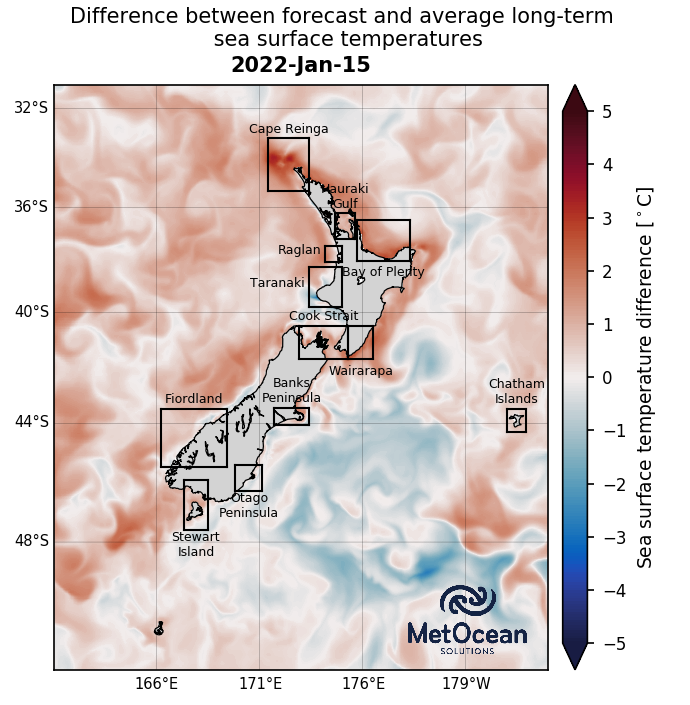 Difference between forecast and average long-term
sea surface temperatures
2022-Jan-15
32°S
36°S
40°S
44°S
48°S
Cape Reinga
Hauraki
Gulf
Raglan
Bay of Plenty
Taranaki
Cook Strait
Wairarapa
Banks
Peninsula
Fiordland
Chatham
Islands
Otago
Peninsula
Stewart
Island
MetOcean
SOLUTIONS
166°E
171°E
176°E
179°W
5
4
3
2
1
0
−1
−2
−3
−4
−5
Sea surface temperature difference [°C]